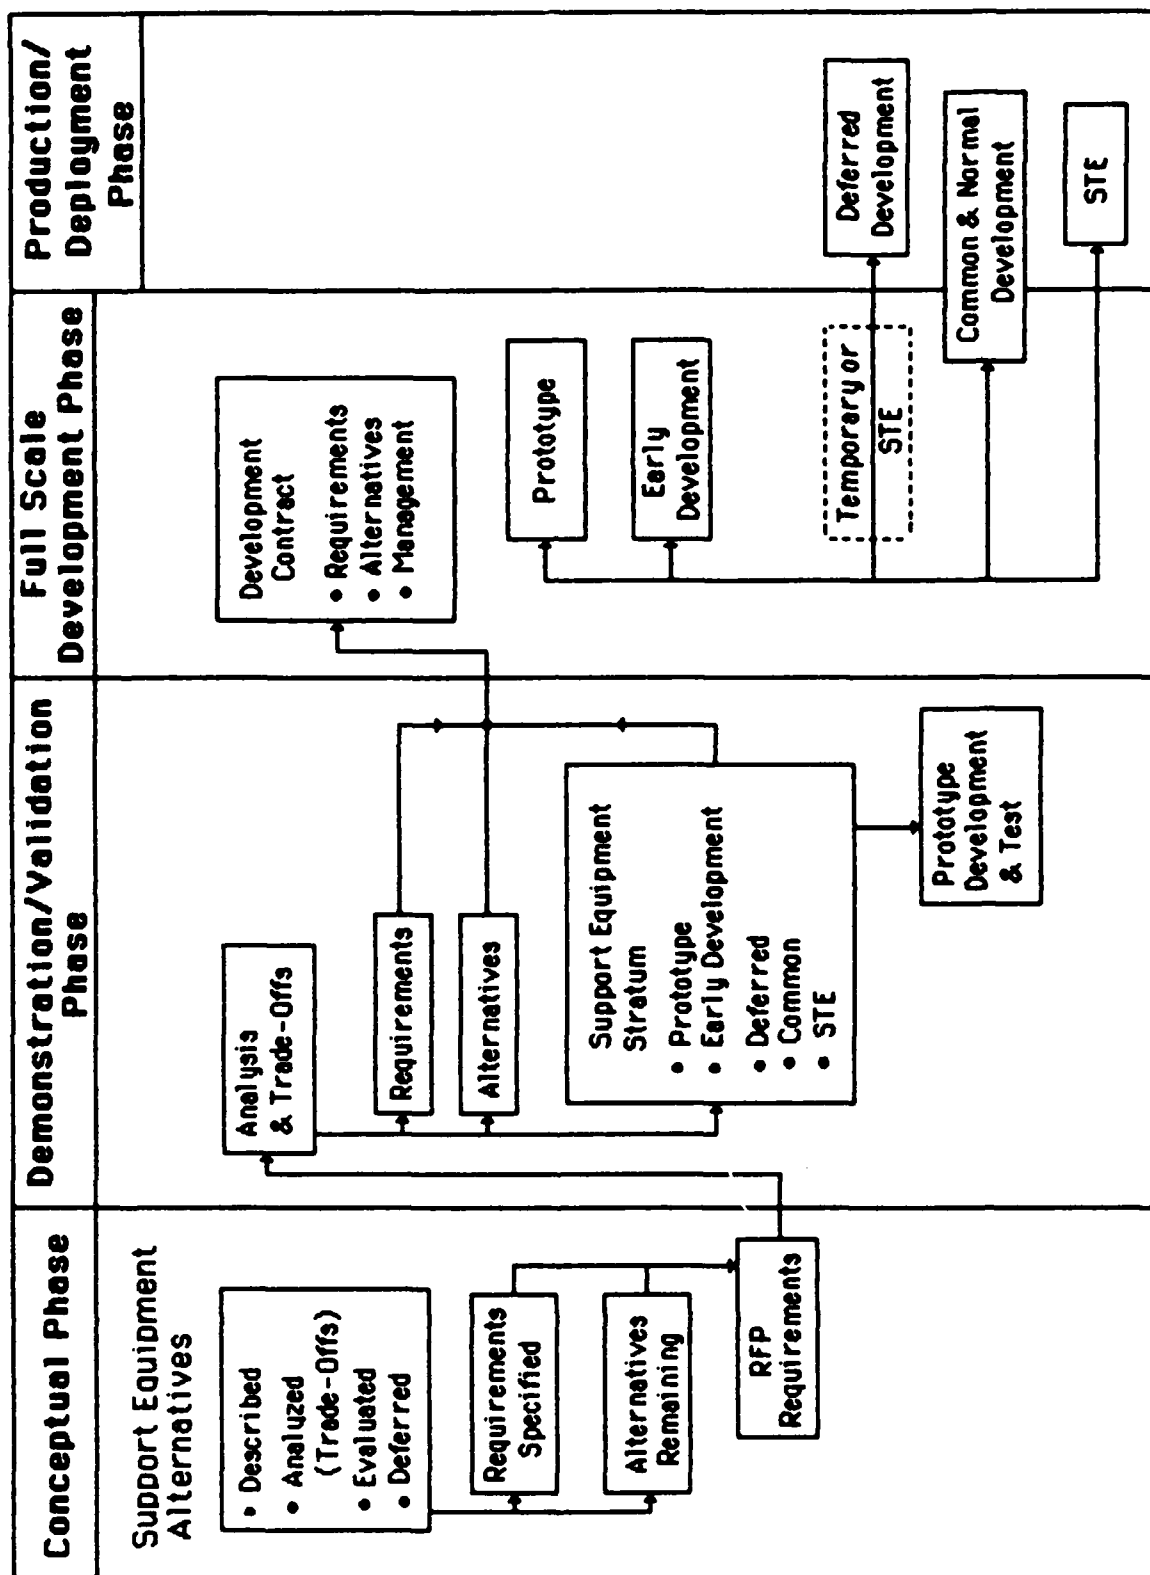 Conceptual Phase
Demonstration/Validation
Phase
Full Scale
Development Phase
Production/
Deployment
Phase
Support Equipment
Alternatives
• Described
• Analyzed
(Trade-Offs)
• Evaluated
• Deferred
Requirements
Specified
Alternatives
Remaining
RFP
Requirements
Analysis
& Trade-Offs
Requirements
Alternatives
Support Equipment
Stratum
• Prototype
• Early Development
• Deferred
• Common
• STE
Prototype
Development
& Test
Development
Contract
• Requirements
• Alternatives
• Management
Prototype
Early
Development
Temporary or
STE
Deferred
Development
Common & Normal
Development
STE